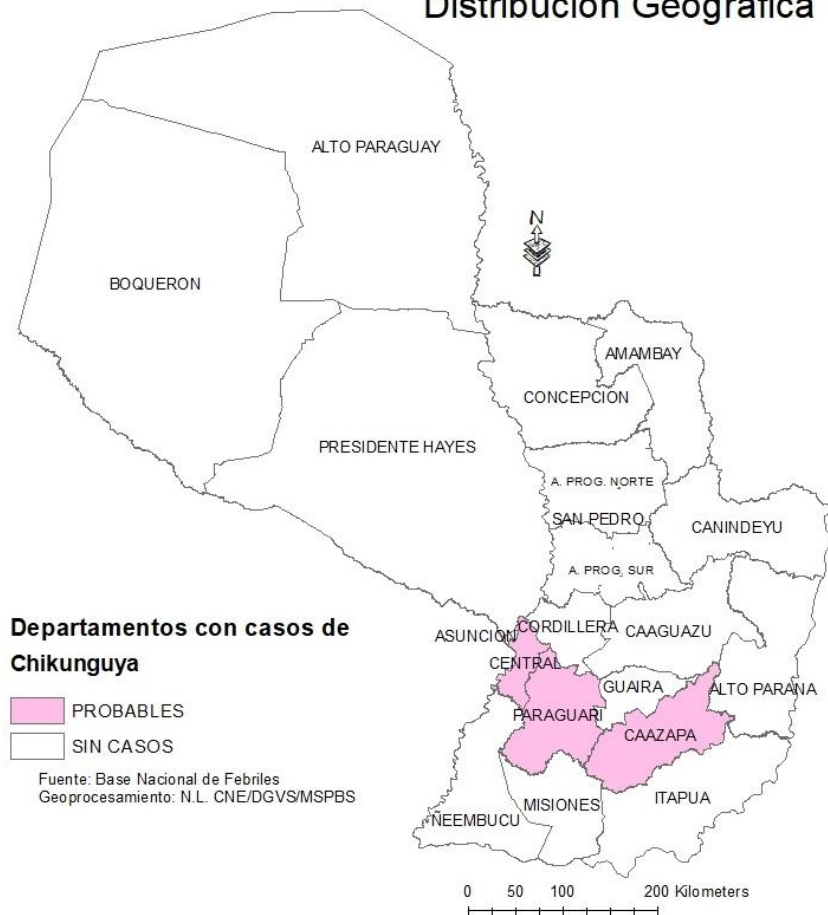 Distribución Geográfica
ALTO PARAGUAY
N
BOQUERON
AMAMBAY
CONCEPCION
PRESIDENTE HAYES
A. PROG. NORTE
SAN PEDRO
CANINDEYU
A. PROG. SUR
Departamentos con casos de
Chikunguya
ASUNCION
CORDILLERA
CAAGUAZU
CENTRAL
GUAIRA
ALTO PARANA
PROBABLES
PARAGUARI
CAAZAPA
SIN CASOS
Fuente: Base Nacional de Febriles
Geoprocesamiento: N.L. CNE/DGVS/MSPBS
MISIONES
ITAPUA
ÑEEMBUCU
0 50 100 200 Kilometers